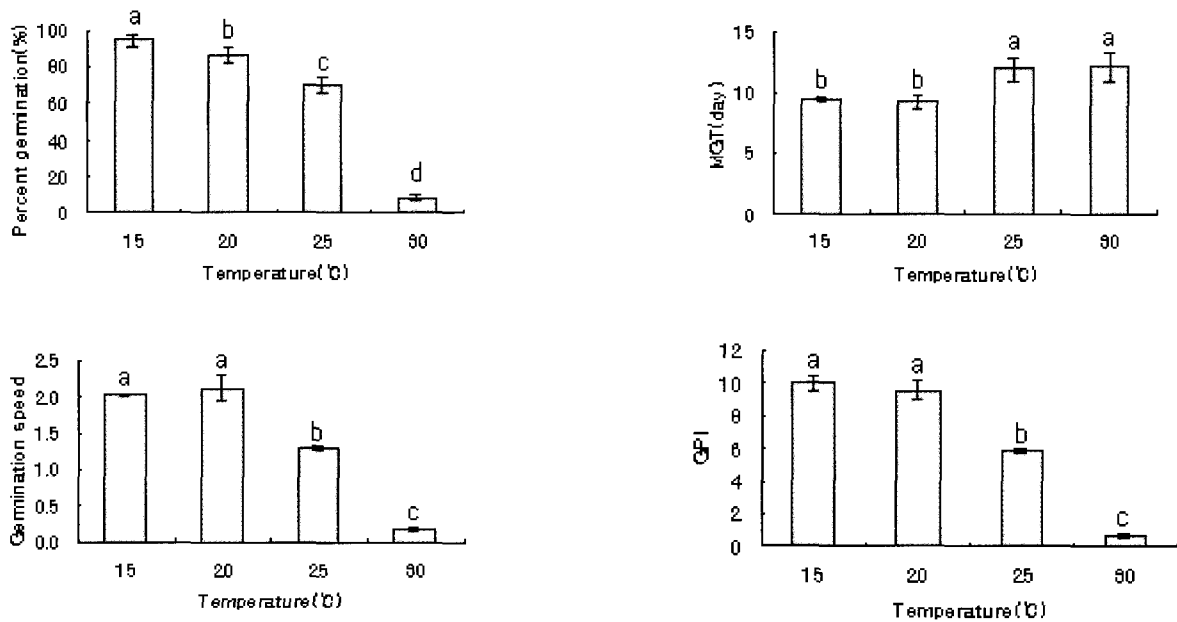 a
b
c
d
Percent germination(%)
100
80
60
40
20
0
15 20 25 30
Temperature(℃)
b
b
a
a
MGT(day)
15
10
5
0
15 20 25 30
Temperature(℃)
a
a
b
c
Germination speed
2.5
2.0
1.5
1.0
0.5
0.0
15 20 25 30
Temperature(℃)
a
a
b
c
GPI
12
10
8
6
4
2
0
15 20 25 30
Temperature(℃)